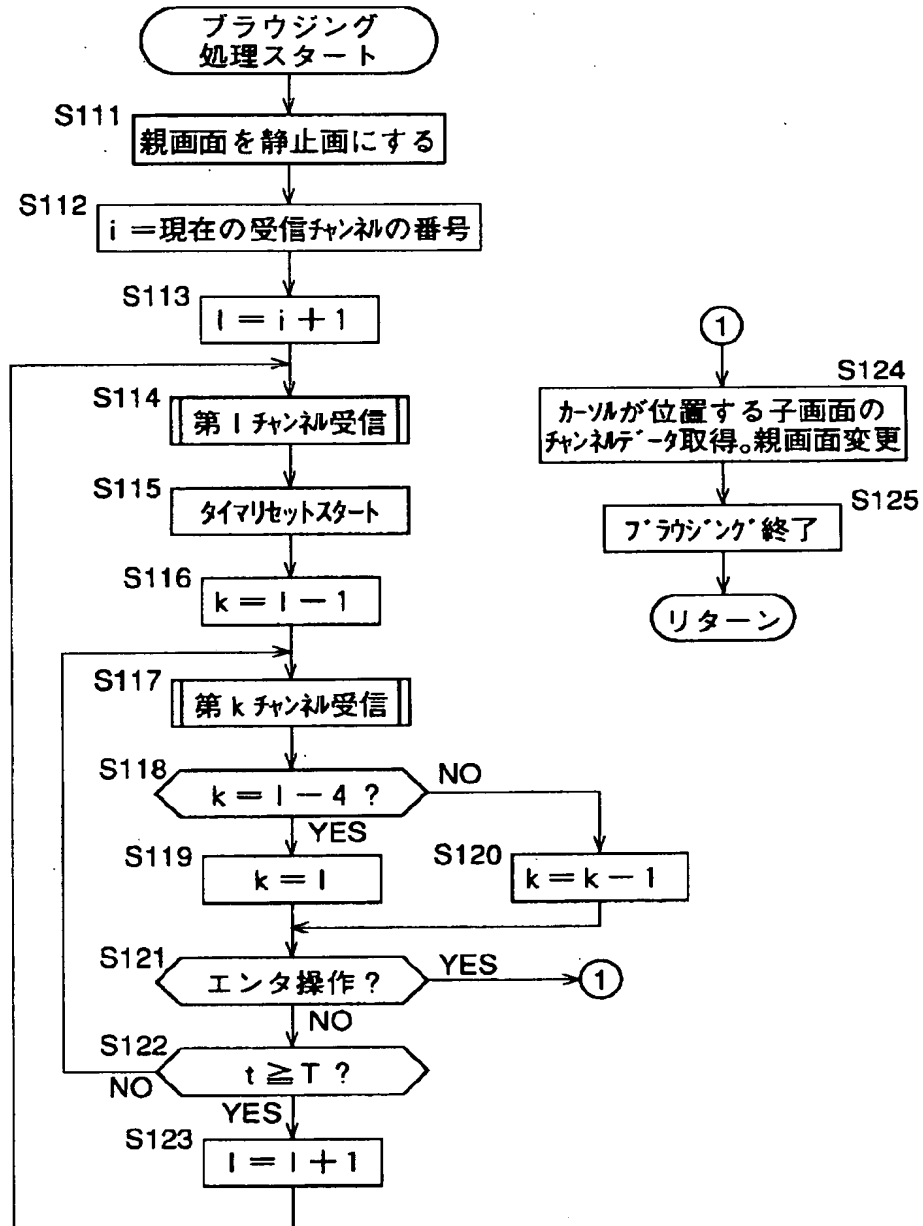 ブラウジング
処理スタート
S111
親画面を静止画にする
S112
i=現在の受信チャンネルの番号
S113
l=i+1
S114
第lチャンネル受信
S115
タイマリセットスタート
S116
k=l-1
S117
第kチャンネル受信
S118
k=l-4?
NO
YES
S119
k=l
S120
k=k-1
S121
エンタ操作?
YES
1
NO
S122
t≧T?
NO
YES
S123
l=l+1
1
S124
カーソルが位置する子画面の
チャンネルデータ取得。親画面変更
S125
ブラウジング終了
リターン